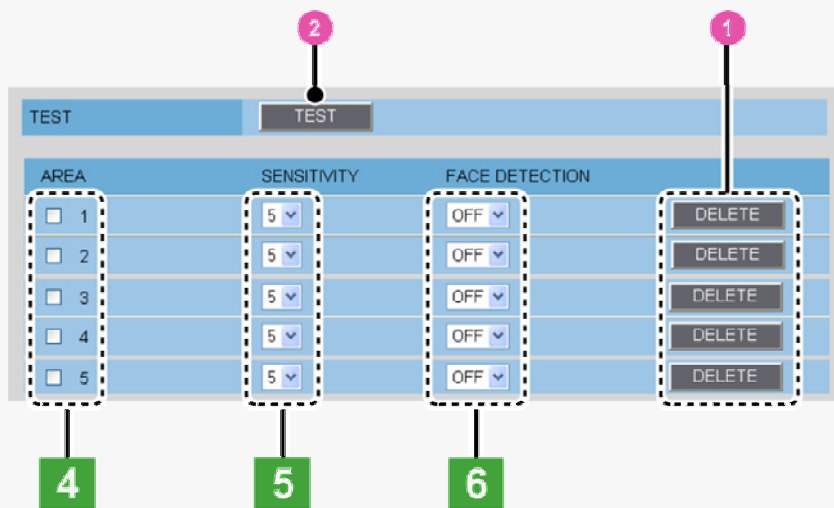 2 1
TEST TEST
AREA SENSITIVITY FACE DETECTION
1 5 OFF DELETE
2 5 OFF DELETE
3 5 OFF DELETE
4 5 OFF DELETE
5 5 OFF DELETE
4 5 6